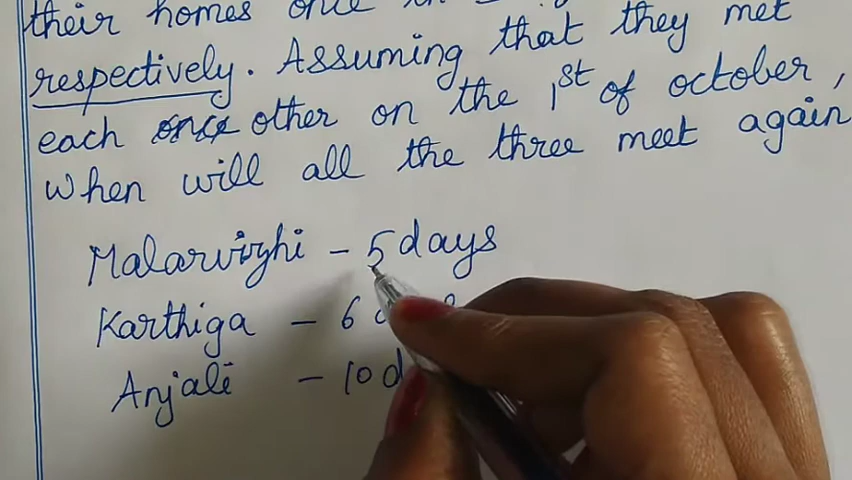 their homes once in
respectively. Assuming that they met
each other on the 1st of october,
when will all the three meet again
Malarvizhi - 5 days
Karthiga - 6
Anjali - 10 d